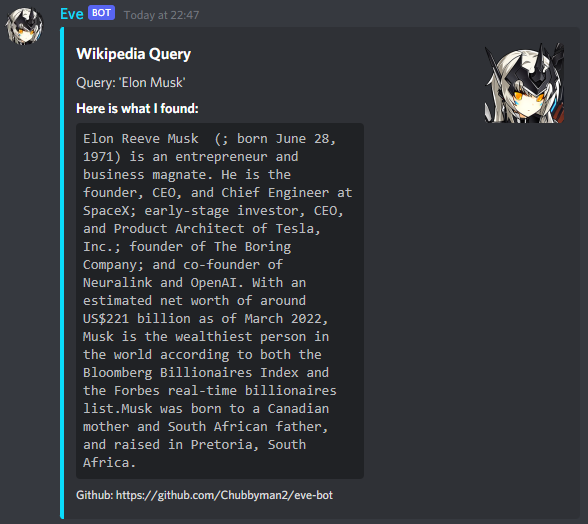 Eve BOT Today at 22:47
Wikipedia Query
Query: 'Elon Musk'
Here is what I found:
Elon Reeve Musk  (; born June 28,
1971) is an entrepreneur and
business magnate. He is the
founder, CEO, and Chief Engineer at
SpaceX; early-stage investor, CEO,
and Product Architect of Tesla,
Inc.; founder of The Boring
Company; and co-founder of
Neuralink and OpenAI. With an
estimated net worth of around
US$221 billion as of March 2022,
Musk is the wealthiest person in
the world according to both the
Bloomberg Billionaires Index and
the Forbes real-time billionaires
list.Musk was born to a Canadian
mother and South African father,
and raised in Pretoria, South
Africa.
Github: https://github.com/Chubbyman2/eve-bot